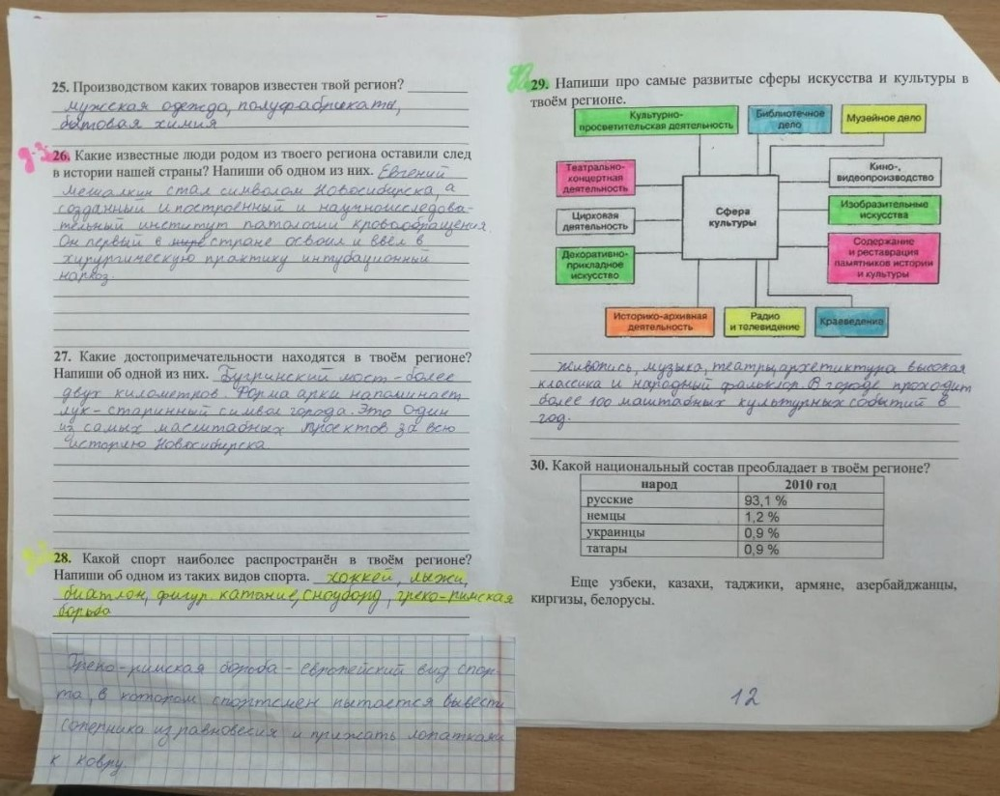 25. Производством каких товаров известен твой регион?
мужская одежда, полуфабрикаты,
бытовая химия
д.з.
26. Какие известные люди родом из твоего региона оставили след
в истории нашей страны? Напиши об одном из них. Евгений
Мешалкин стал символом Новосибирска, а
созданный и построенный и научноисследова-
тельный институт патологии кровообращения.
Он первый в мире стране освоил и ввёл в
хирургическую практику интубационный
наркоз.
27. Какие достопримечательности находятся в твоём регионе?
Напиши об одной из них. Бугринский мост – более
двух километров. Форма арки напоминает
лук – старинный символ города. Это один
из самых масштабных проектов за всю
историю Новосибирска
28. Какой спорт наиболее распространён в твоём регионе?
Напиши об одном из таких видов спорта. хоккей, лыжи,
биатлон, фигур. катание, сноуборд, греко-римская
борьба
Греко-римская борьба – европейский вид спор-
та, в котором спортсмен пытается вывести
соперника из равновесия и прижать лопатками
к ковру.
29. Напиши про самые развитые сферы искусства и культуры в
твоём регионе.
Культурно-
просветительская деятельность
Библиотечное
дело
Музейное дело
Театрально-
концертная
деятельность
Кино-,
видеопроизводство
Цирковая
деятельность
Сфера
культуры
Изобразительные
искусства
Декоративно-
прикладное
искусство
Содержание
и реставрация
памятников истории
и культуры
Историко-архивная
деятельность
Радио
и телевидение
Краеведение
живопись, музыка, театры, архетиктура высокая
классика и народный фальклор. В городе проходит
более 100 маштабных культурных событий в
год.
30. Какой национальный состав преобладает в твоём регионе?
народ 2010 год
русские 93,1 %
немцы 1,2 %
украинцы 0,9 %
татары 0,9 %
Еще узбеки, казахи, таджики, армяне, азербайджанцы,
киргизы, белорусы.
12